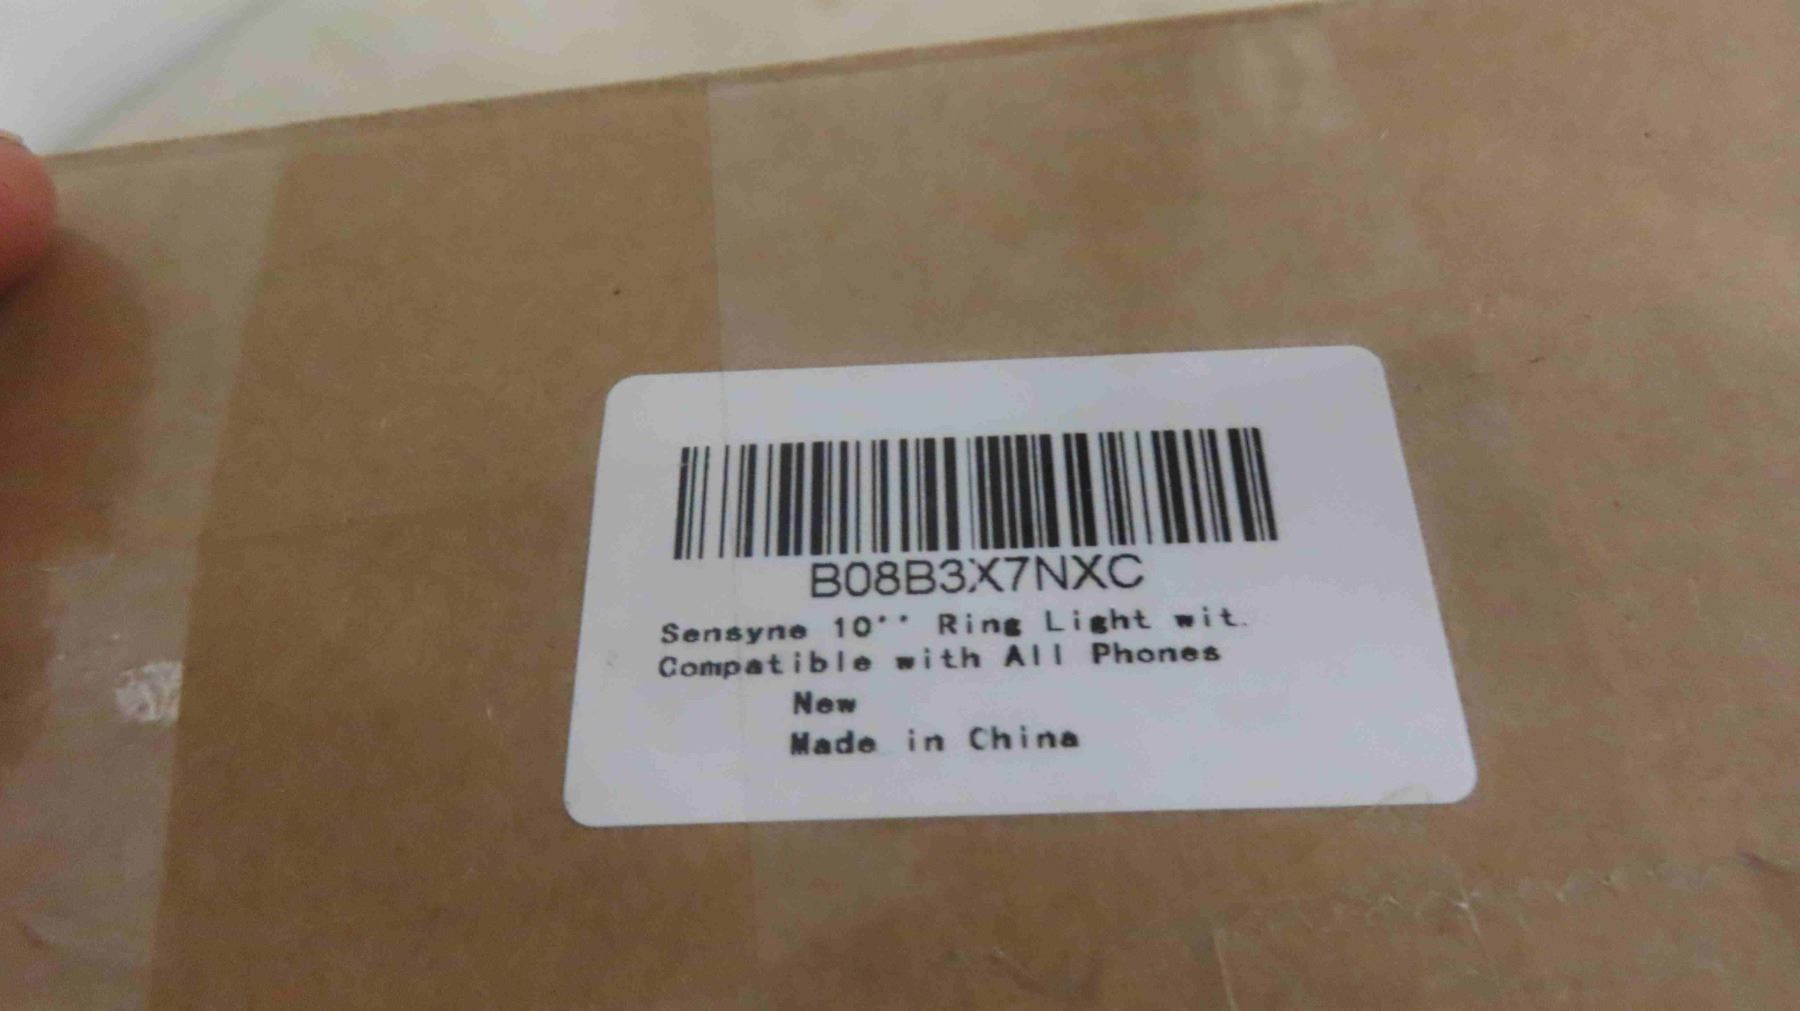 B08B3X7NXC
Sensyne 10'' Ring Light wit.
Compatible with All Phones
New
Made in China